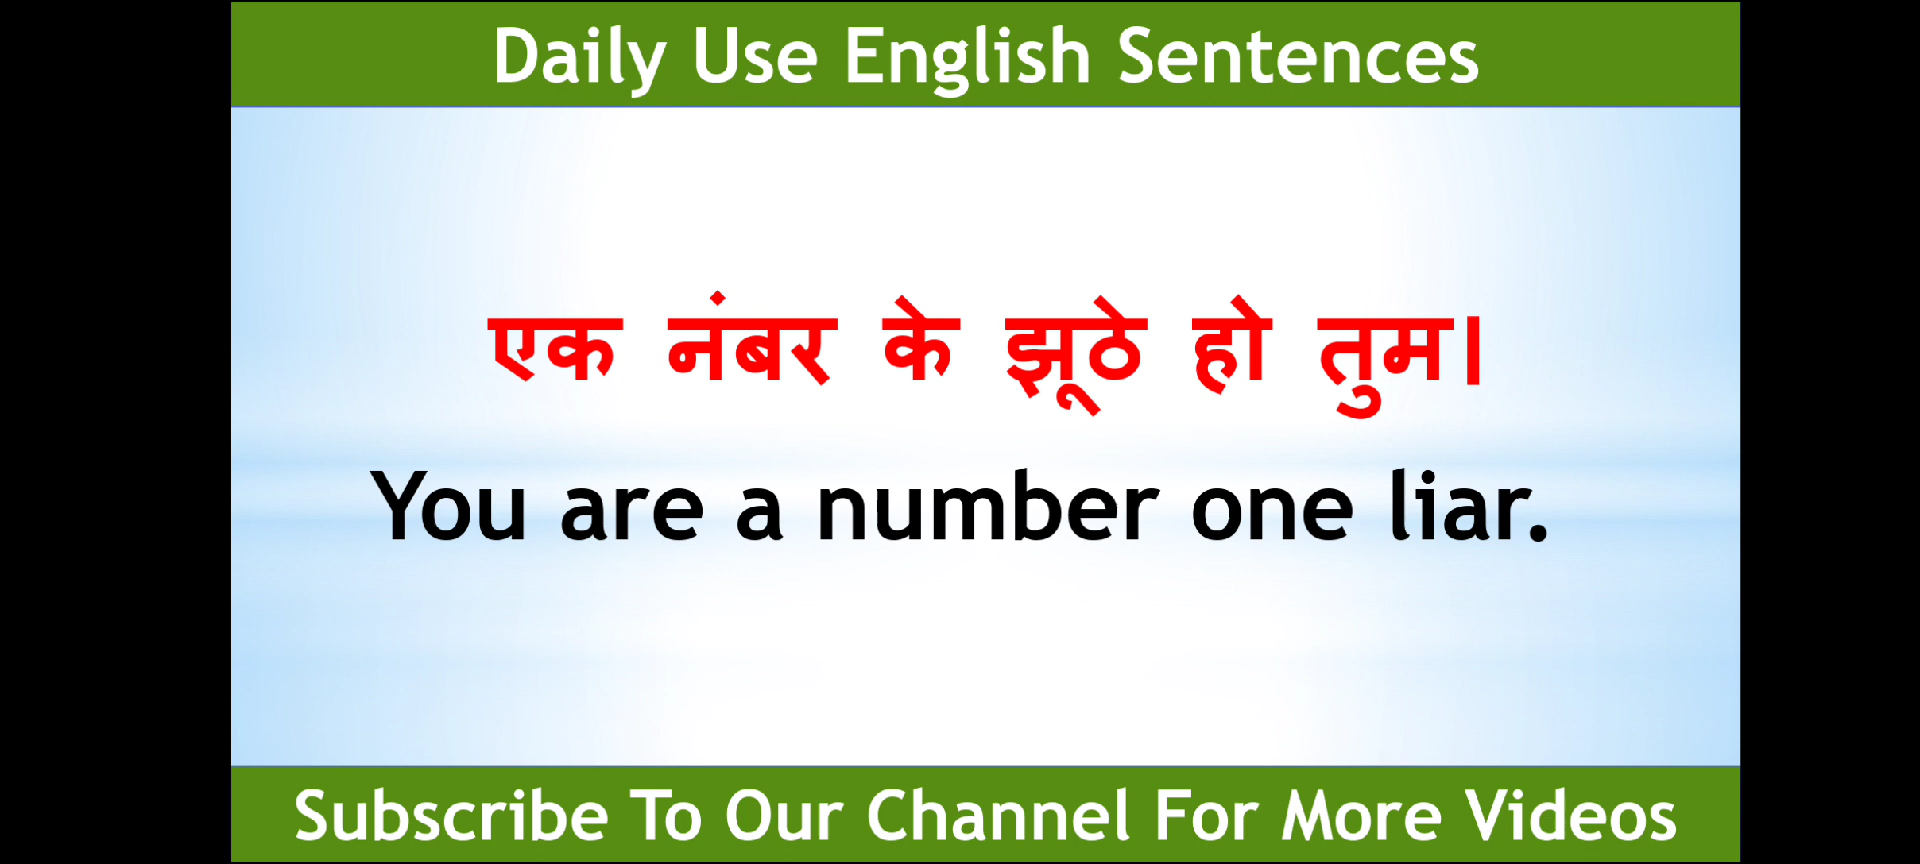 Daily Use English Sentences
एक नंबर के झूठे हो तुम।
You are a number one liar.
Subscribe To Our Channel For More Videos